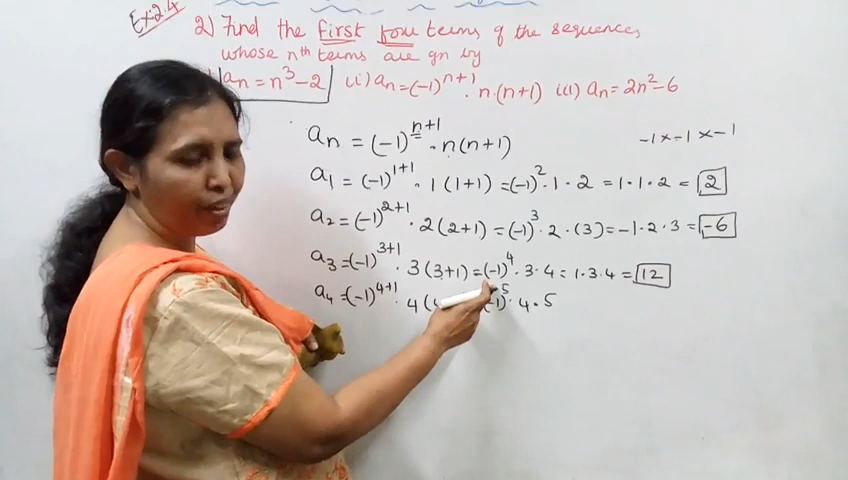 Ex:2.4
2) Find the first four terms of the sequences
whose nth terms are gn by
aₙ = n³-2 ii) aₙ = (-1)ⁿ⁺¹ · n(n+1) iii) aₙ = 2n²-6
aₙ = (-1)ⁿ⁺¹ · n(n+1)
-1 × -1 × -1
a₁ = (-1)¹⁺¹ · 1(1+1) = (-1)² · 1 · 2 = 1·1·2 = 2
a₂ = (-1)²⁺¹ · 2(2+1) = (-1)³ · 2 · (3) = -1·2·3 = -6
a₃ = (-1)³⁺¹ · 3(3+1) = (-1)⁴ · 3·4 = 1·3·4 = 12
a₄ = (-1)⁴⁺¹ · 4( -1)⁵ · 4·5